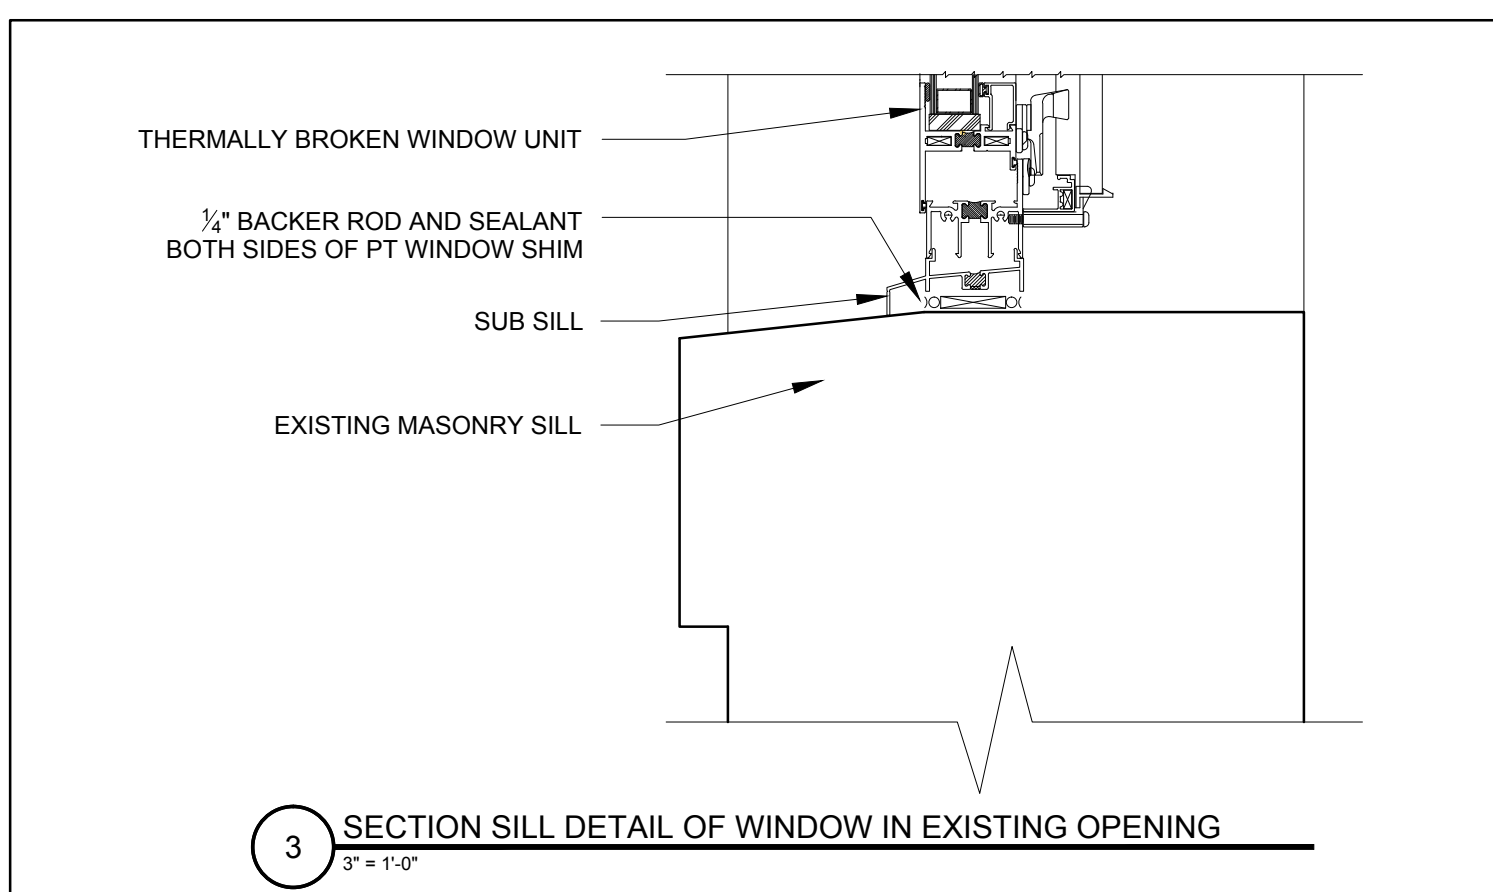 THERMALLY BROKEN WINDOW UNIT
¼" BACKER ROD AND SEALANT
BOTH SIDES OF PT WINDOW SHIM
SUB SILL
EXISTING MASONRY SILL
3
SECTION SILL DETAIL OF WINDOW IN EXISTING OPENING
3" = 1'-0"